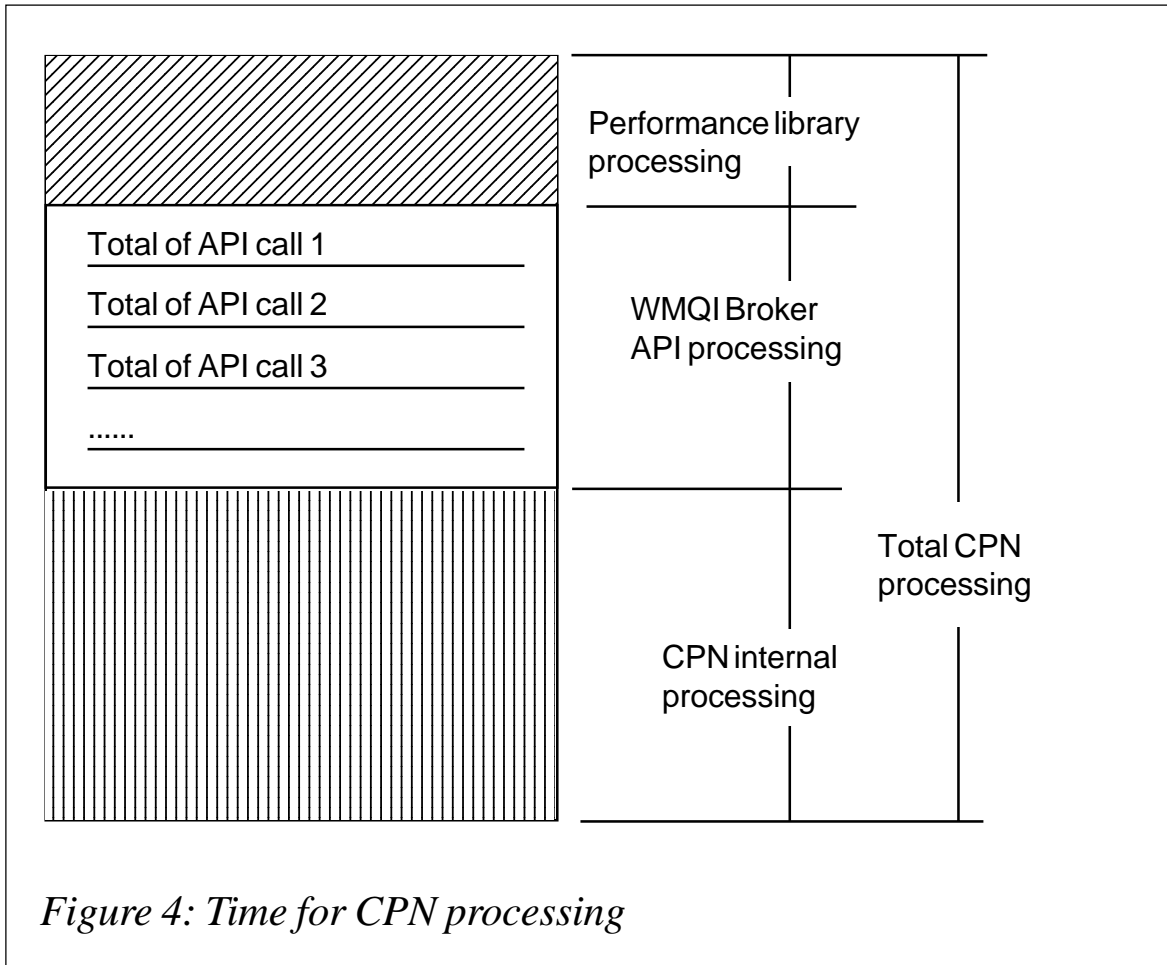 Performance library
processing
Total of API call 1
Total of API call 2
Total of API call 3
......
WMQI Broker
API processing
Total CPN
processing
CPN internal
processing
Figure 4: Time for CPN processing